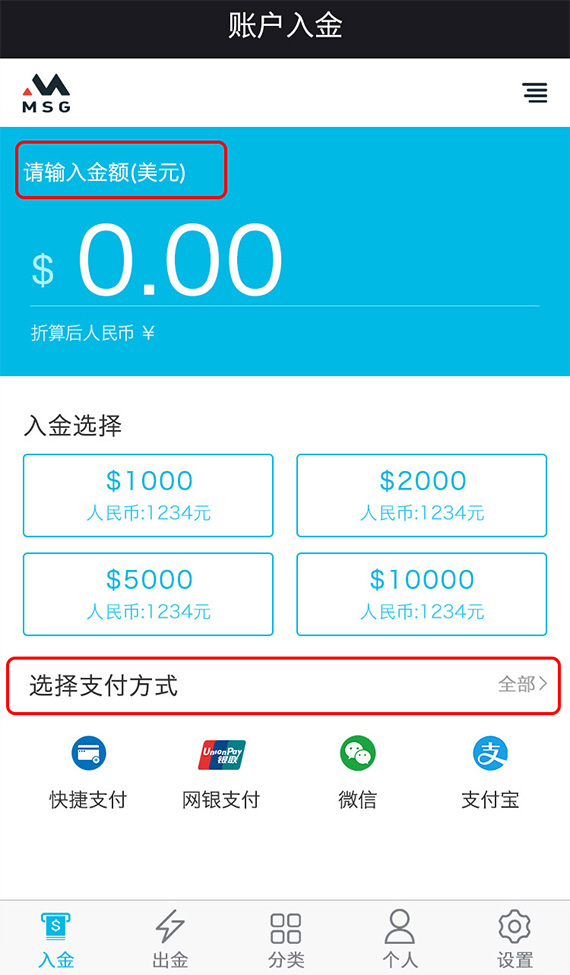 账户入金
MSG
请输入金额(美元)
$ 0.00
折算后人民币 ¥
入金选择
$1000
人民币:1234元
$2000
人民币:1234元
$5000
人民币:1234元
$10000
人民币:1234元
选择支付方式 全部>
UnionPay
银联
支
快捷支付 网银支付 微信 支付宝
$
入金 出金 分类 个人 设置